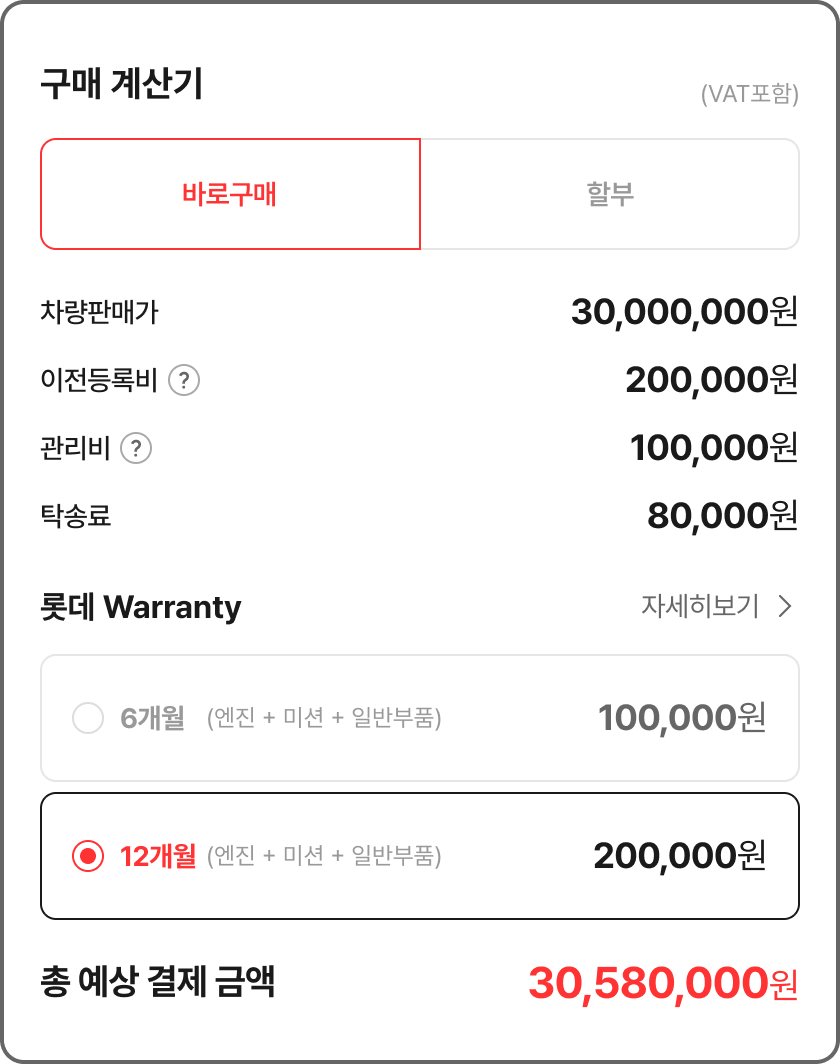 구매 계산기
(VAT포함)
바로구매 할부
차량판매가 30,000,000원
이전등록비 ? 200,000원
관리비 ? 100,000원
탁송료 80,000원
롯데 Warranty 자세히보기 >
6개월 (엔진 + 미션 + 일반부품) 100,000원
12개월 (엔진 + 미션 + 일반부품) 200,000원
총 예상 결제 금액 30,580,000원